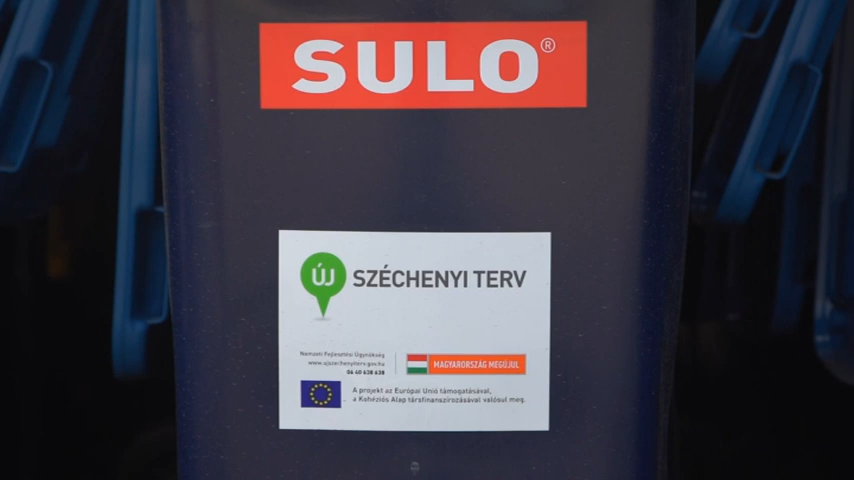 SULO®
ÚJ SZÉCHENYI TERV
Nemzeti Fejlesztési Ügynökség
www.ujszechenyiterv.gov.hu
06 40 638 638
MAGYARORSZÁG MEGÚJUL
A projekt az Európai Unió támogatásával,
a Kohéziós Alap társfinanszírozásával valósul meg.